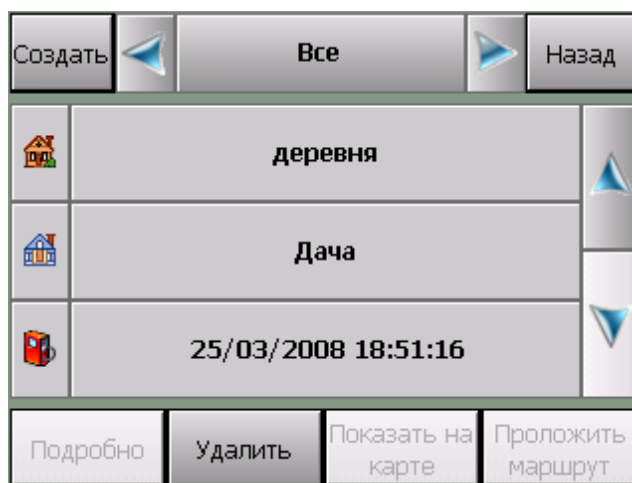 Создать
Все
Назад
деревня
Дача
25/03/2008 18:51:16
Подробно
Удалить
Показать на
карте
Проложить
маршрут